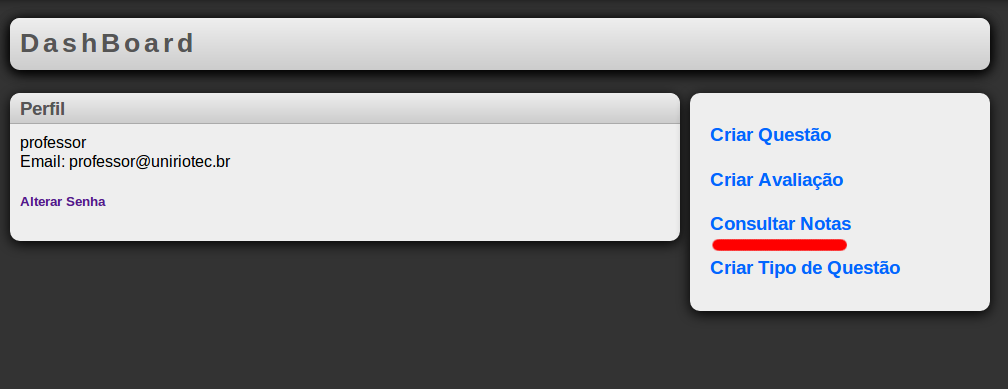 DashBoard
Perfil
professor
Email: professor@uniriotec.br
Alterar Senha
Criar Questão
Criar Avaliação
Consultar Notas
Criar Tipo de Questão